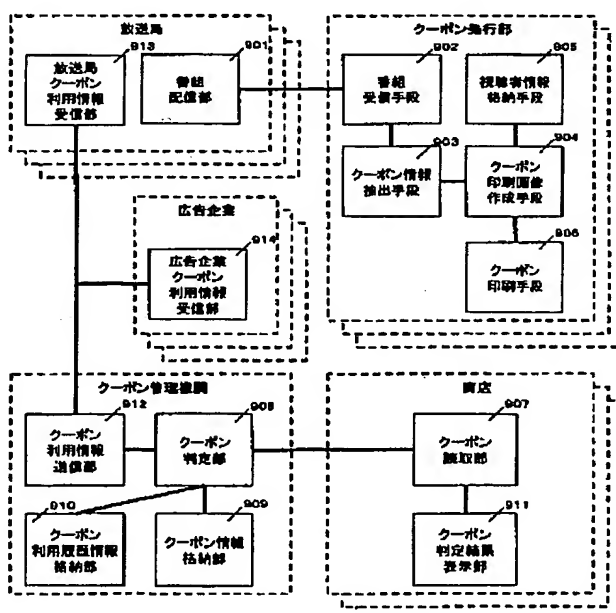 放送局
913
放送局
クーポン
利用情報
受信部
901
番組
配信部
クーポン発行部
902
番組
受信手段
905
視聴者情報
格納手段
903
クーポン情報
抽出手段
904
クーポン
印刷画像
作成手段
906
クーポン
印刷手段
広告企業
914
広告企業
クーポン
利用情報
受信部
クーポン管理機関
912
クーポン
利用情報
送信部
908
クーポン
判定部
910
クーポン
利用履歴情報
格納部
909
クーポン情報
格納部
商店
907
クーポン
読取部
911
クーポン
判定結果
表示部